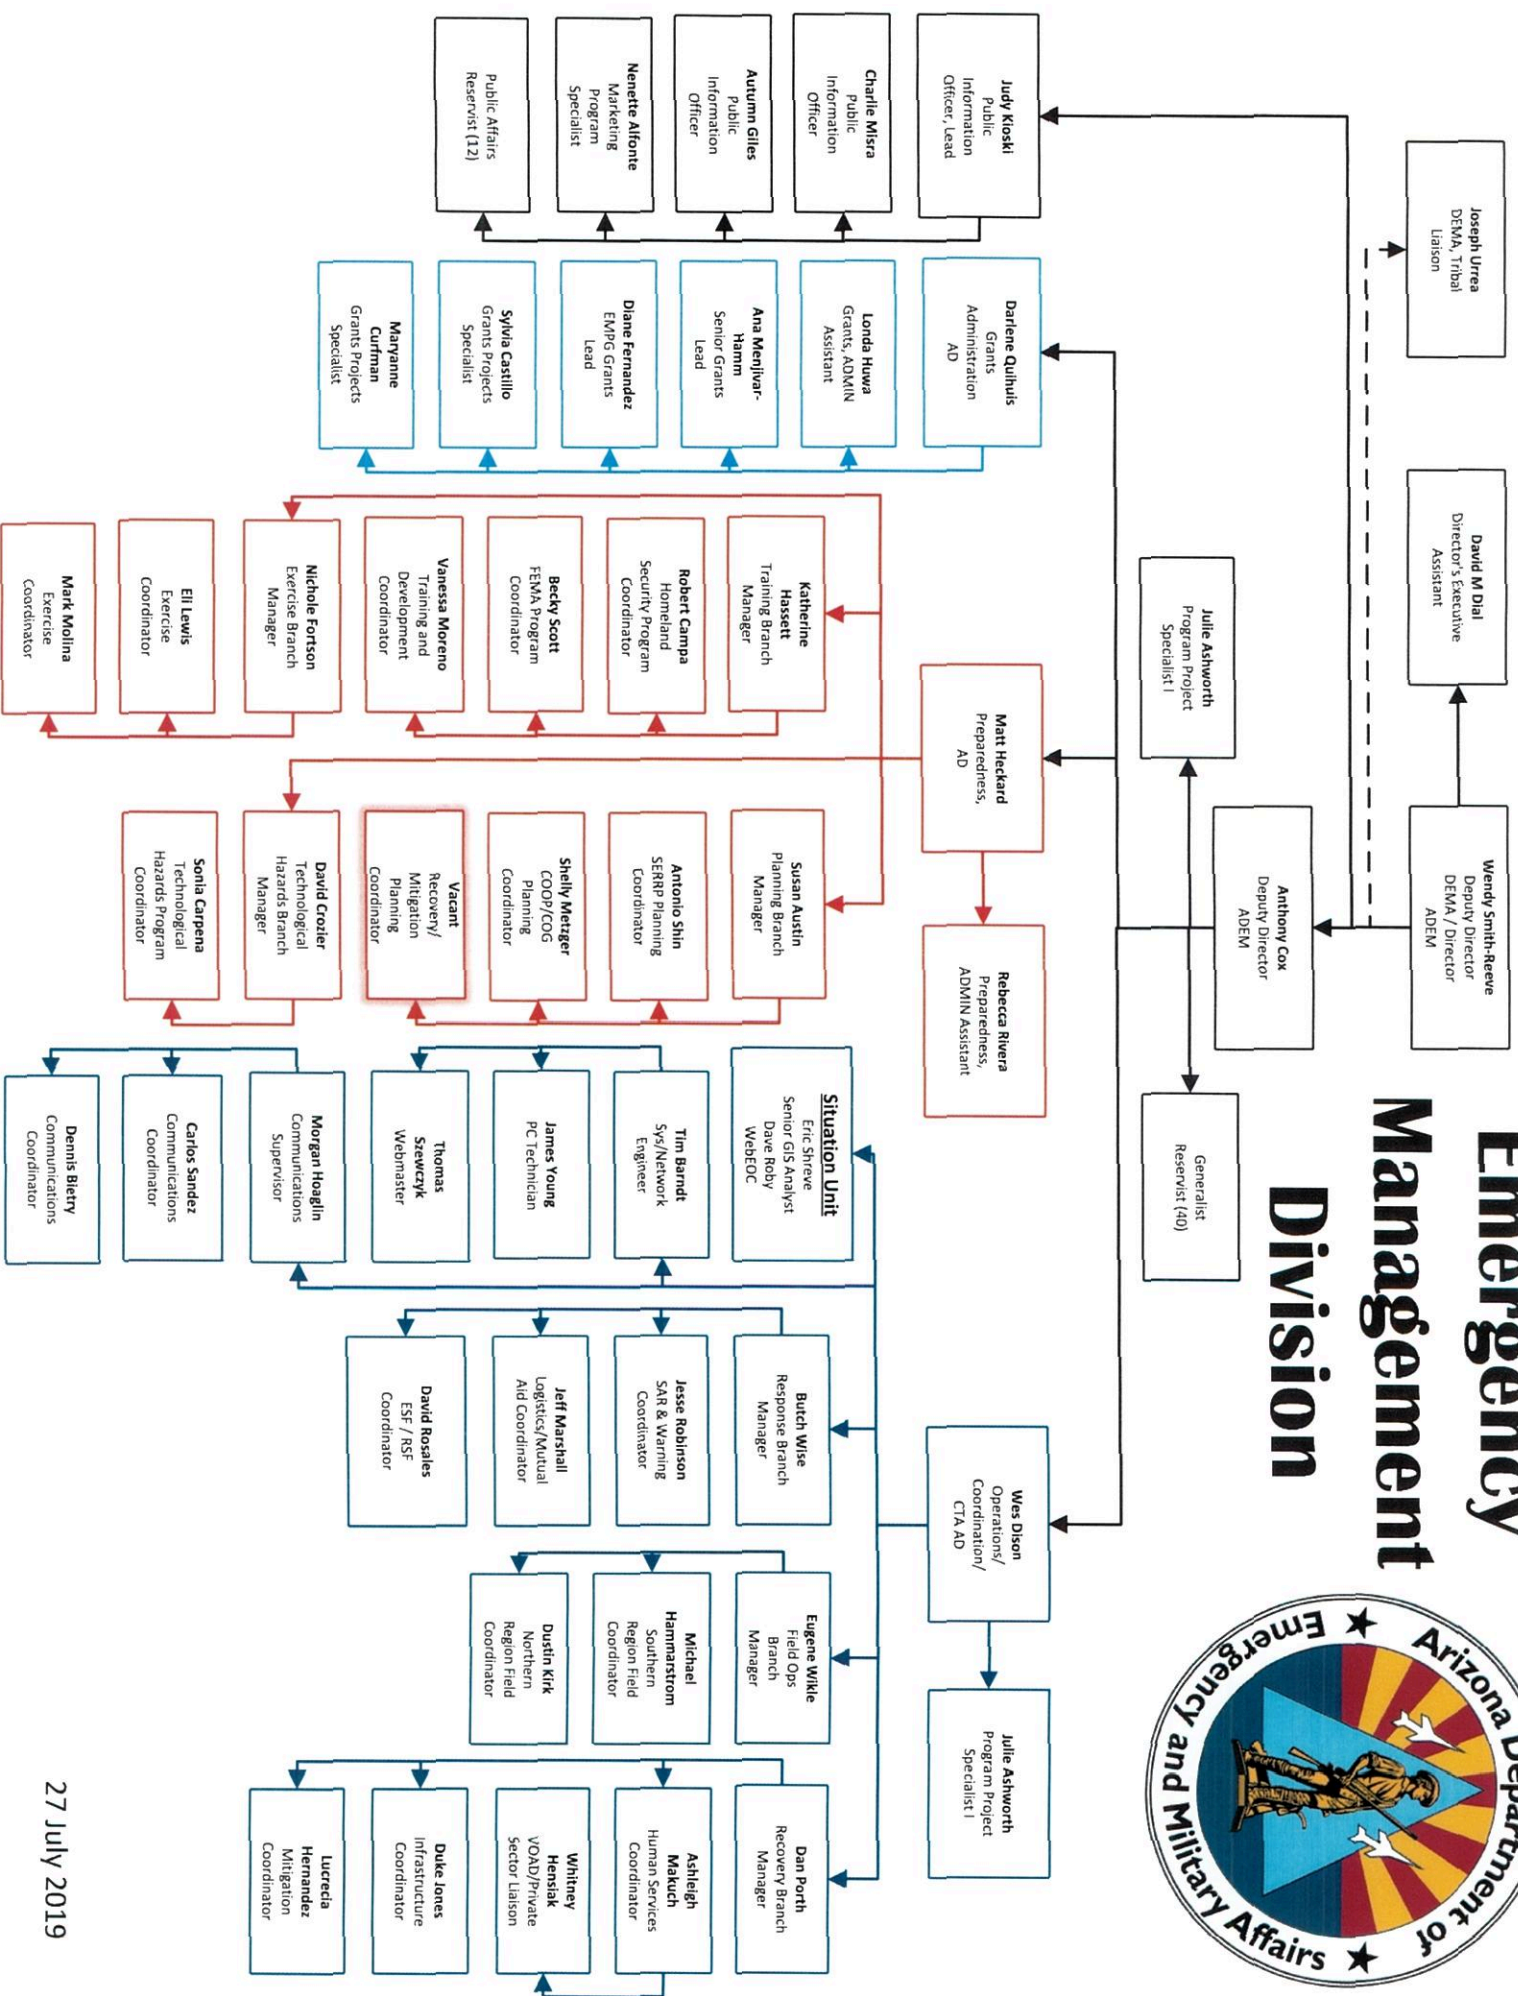 Emergency
Management
Division
Arizona Department of
Emergency and Military Affairs
Joseph Urrea
DEMA, Tribal
Liaison
David M Dial
Director's Executive
Assistant
Wendy Smith-Reeve
Deputy Director
DEMA / Director
ADEM
Anthony Cox
Deputy Director
ADEM
Julie Ashworth
Program Project
Specialist I
Generalist
Reservist (40)
Judy Kioski
Public
Information
Officer, Lead
Charlie Misra
Public
Information
Officer
Autumn Giles
Public
Information
Officer
Nenette Alfonte
Marketing
Program
Specialist
Public Affairs
Reservist (12)
Darlene Quihuis
Grants
Administration
AD
Londa Huwa
Grants, ADMIN
Assistant
Ana Menjivar-
Hamm
Senior Grants
Lead
Diane Fernandez
EMPG Grants
Lead
Sylvia Castillo
Grants Projects
Specialist
Maryanne
Curfman
Grants Projects
Specialist
Matt Heckard
Preparedness,
AD
Rebecca Rivera
Preparedness,
ADMIN Assistant
Katherine
Hassett
Training Branch
Manager
Robert Campa
Homeland
Security Program
Coordinator
Becky Scott
FEMA Program
Coordinator
Vanessa Moreno
Training and
Development
Coordinator
Nichole Fortson
Exercise Branch
Manager
Eli Lewis
Exercise
Coordinator
Mark Molina
Exercise
Coordinator
Susan Austin
Planning Branch
Manager
Antonio Shin
SERRP Planning
Coordinator
Shelly Metzger
COOP/COG
Planning
Coordinator
Vacant
Recovery/
Mitigation
Planning
Coordinator
David Crozier
Technological
Hazards Branch
Manager
Sonia Carpena
Technological
Hazards Program
Coordinator
Wes Dison
Operations/
Coordination/
CTA AD
Julie Ashworth
Program Project
Specialist I
Situation Unit
Eric Shreve
Senior GIS Analyst
Dave Roby
WebEOC
Tim Barndt
Sys/Network
Engineer
James Young
PC Technician
Thomas
Szewczyk
Webmaster
Morgan Hoaglin
Communications
Supervisor
Carlos Sandez
Communications
Coordinator
Dennis Bietry
Communications
Coordinator
Butch Wise
Response Branch
Manager
Jesse Robinson
SAR & Warning
Coordinator
Jeff Marshall
Logistics/Mutual
Aid Coordinator
David Rosales
ESF / RSF
Coordinator
Eugene Wikle
Field Ops
Branch
Manager
Michael
Hammarstrom
Southern
Region Field
Coordinator
Dustin Kirk
Northern
Region Field
Coordinator
Dan Porth
Recovery Branch
Manager
Ashleigh
Makuch
Human Services
Coordinator
Whitney
Hensiak
VOAD/Private
Sector Liaison
Duke Jones
Infrastructure
Coordinator
Lucrecia
Hernandez
Mitigation
Coordinator
27 July 2019